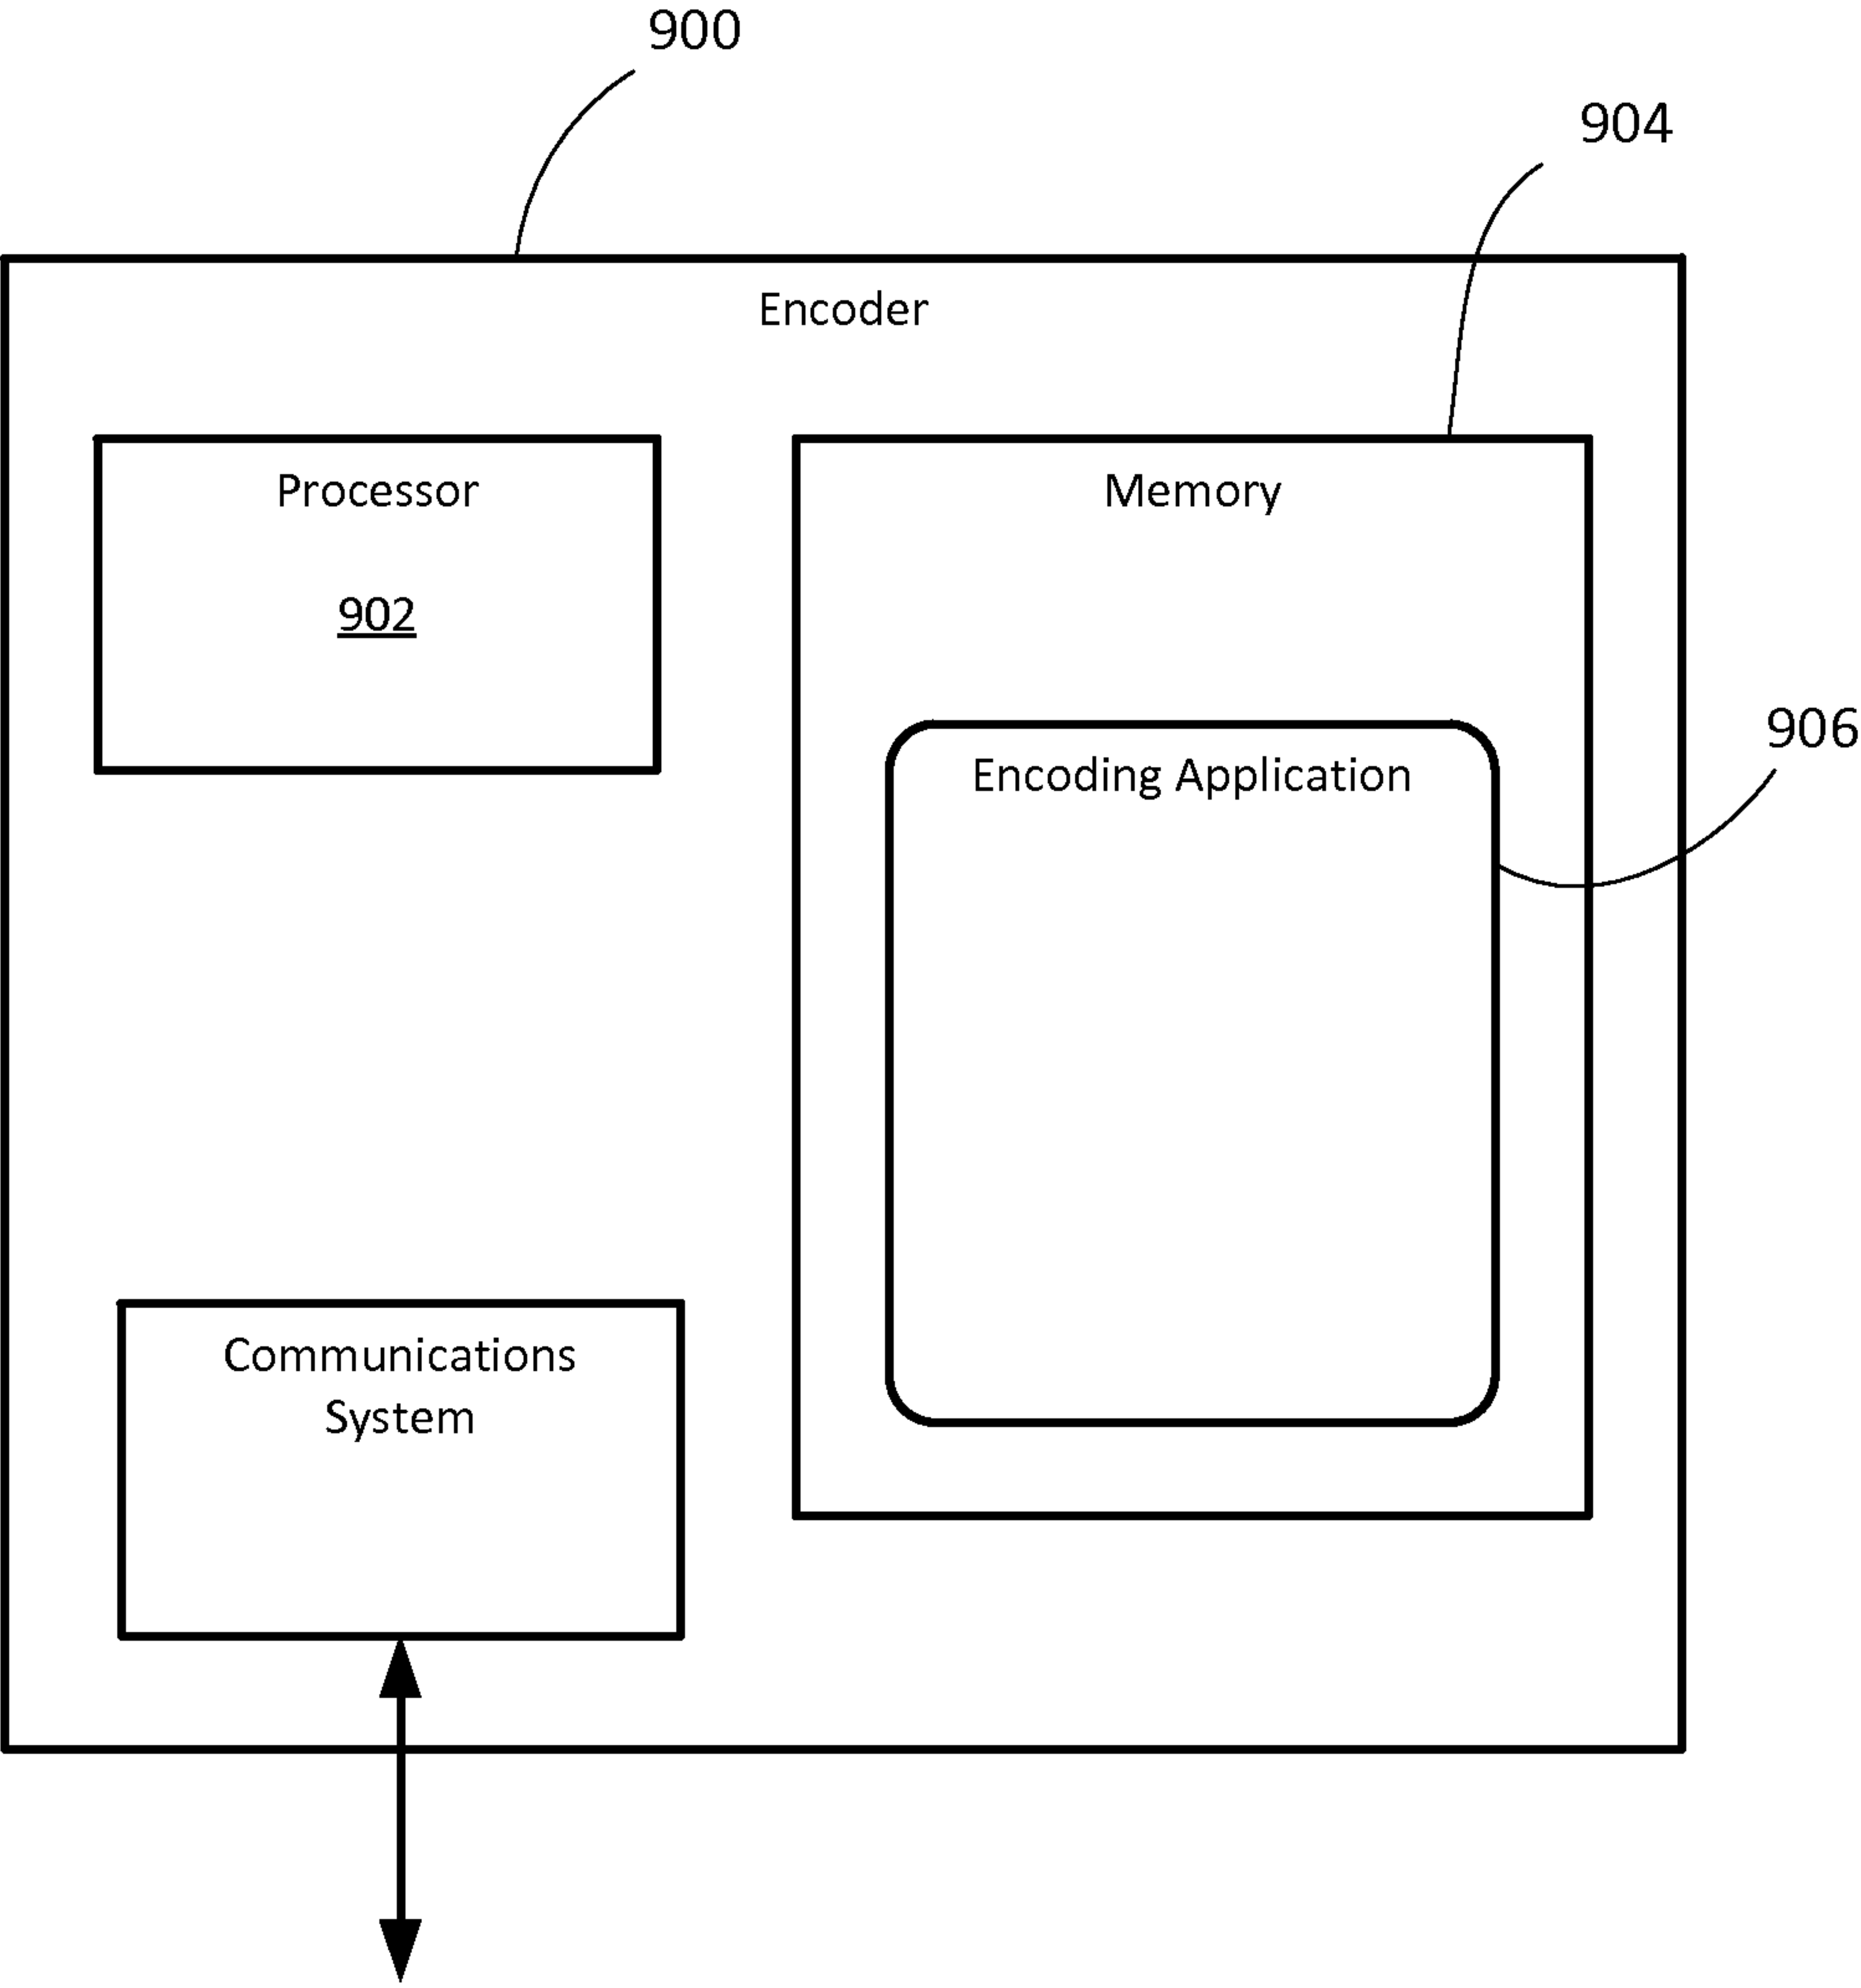 900
904
Encoder
Processor
902
Memory
906
Encoding Application
Communications
System